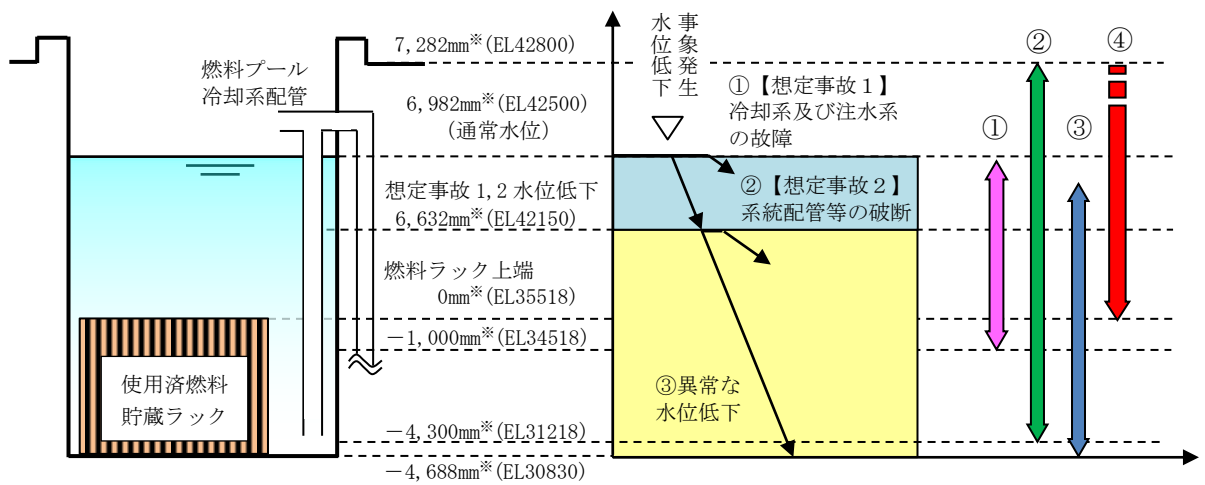 7,282mm※(EL42800)
燃料プール
冷却系配管
6,982mm※(EL42500)
(通常水位)
想定事故1,2水位低下
6,632mm※(EL42150)
燃料ラック上端
0mm※(EL35518)
-1,000mm※(EL34518)
使用済燃料
貯蔵ラック
-4,300mm※(EL31218)
-4,688mm※(EL30830)
事象発生
水位低下
①【想定事故1】
冷却系及び注水系
の故障
②【想定事故2】
系統配管等の破断
③異常な
水位低下
①
②
③
④